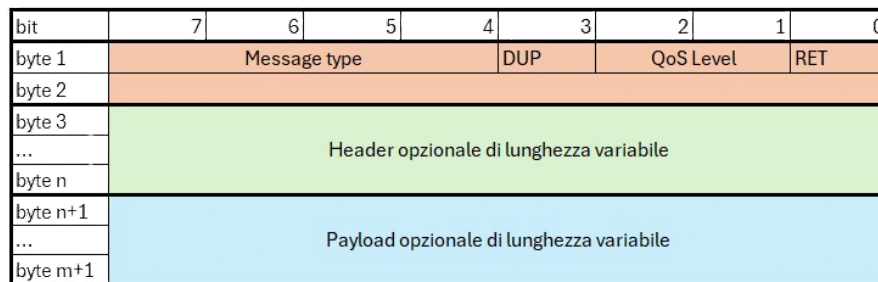 bit 7 6 5 4 3 2 1 0
byte 1 Message type DUP QoS Level RET
byte 2
byte 3
... Header opzionale di lunghezza variabile
byte n
byte n+1
... Payload opzionale di lunghezza variabile
byte m+1